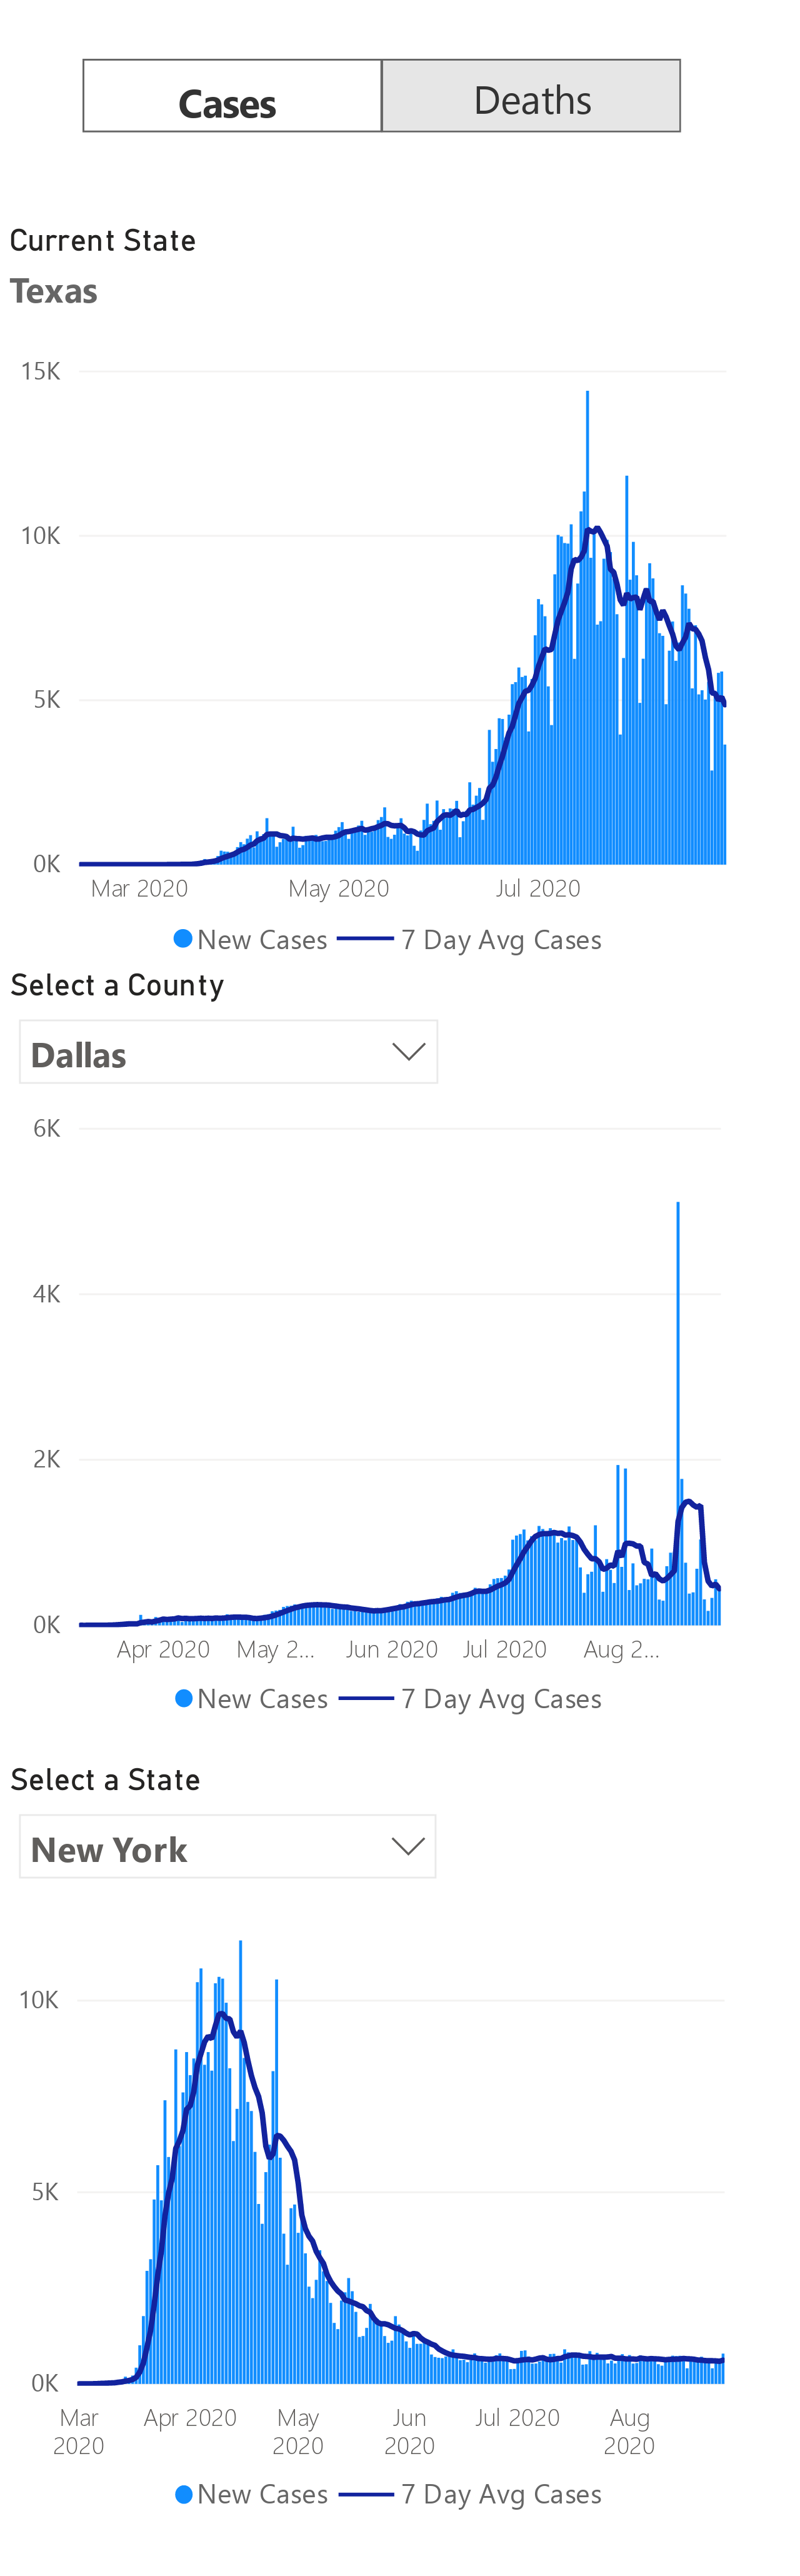 Cases Deaths
Current State
Texas
15K
10K
5K
0K
Mar 2020 May 2020 Jul 2020
New Cases 7 Day Avg Cases
Select a County
Dallas
6K
4K
2K
0K
Apr 2020 May 2... Jun 2020 Jul 2020 Aug 2...
New Cases 7 Day Avg Cases
Select a State
New York
10K
5K
0K
Mar Apr 2020 May Jun Jul 2020 Aug
2020 2020 2020 2020
New Cases 7 Day Avg Cases